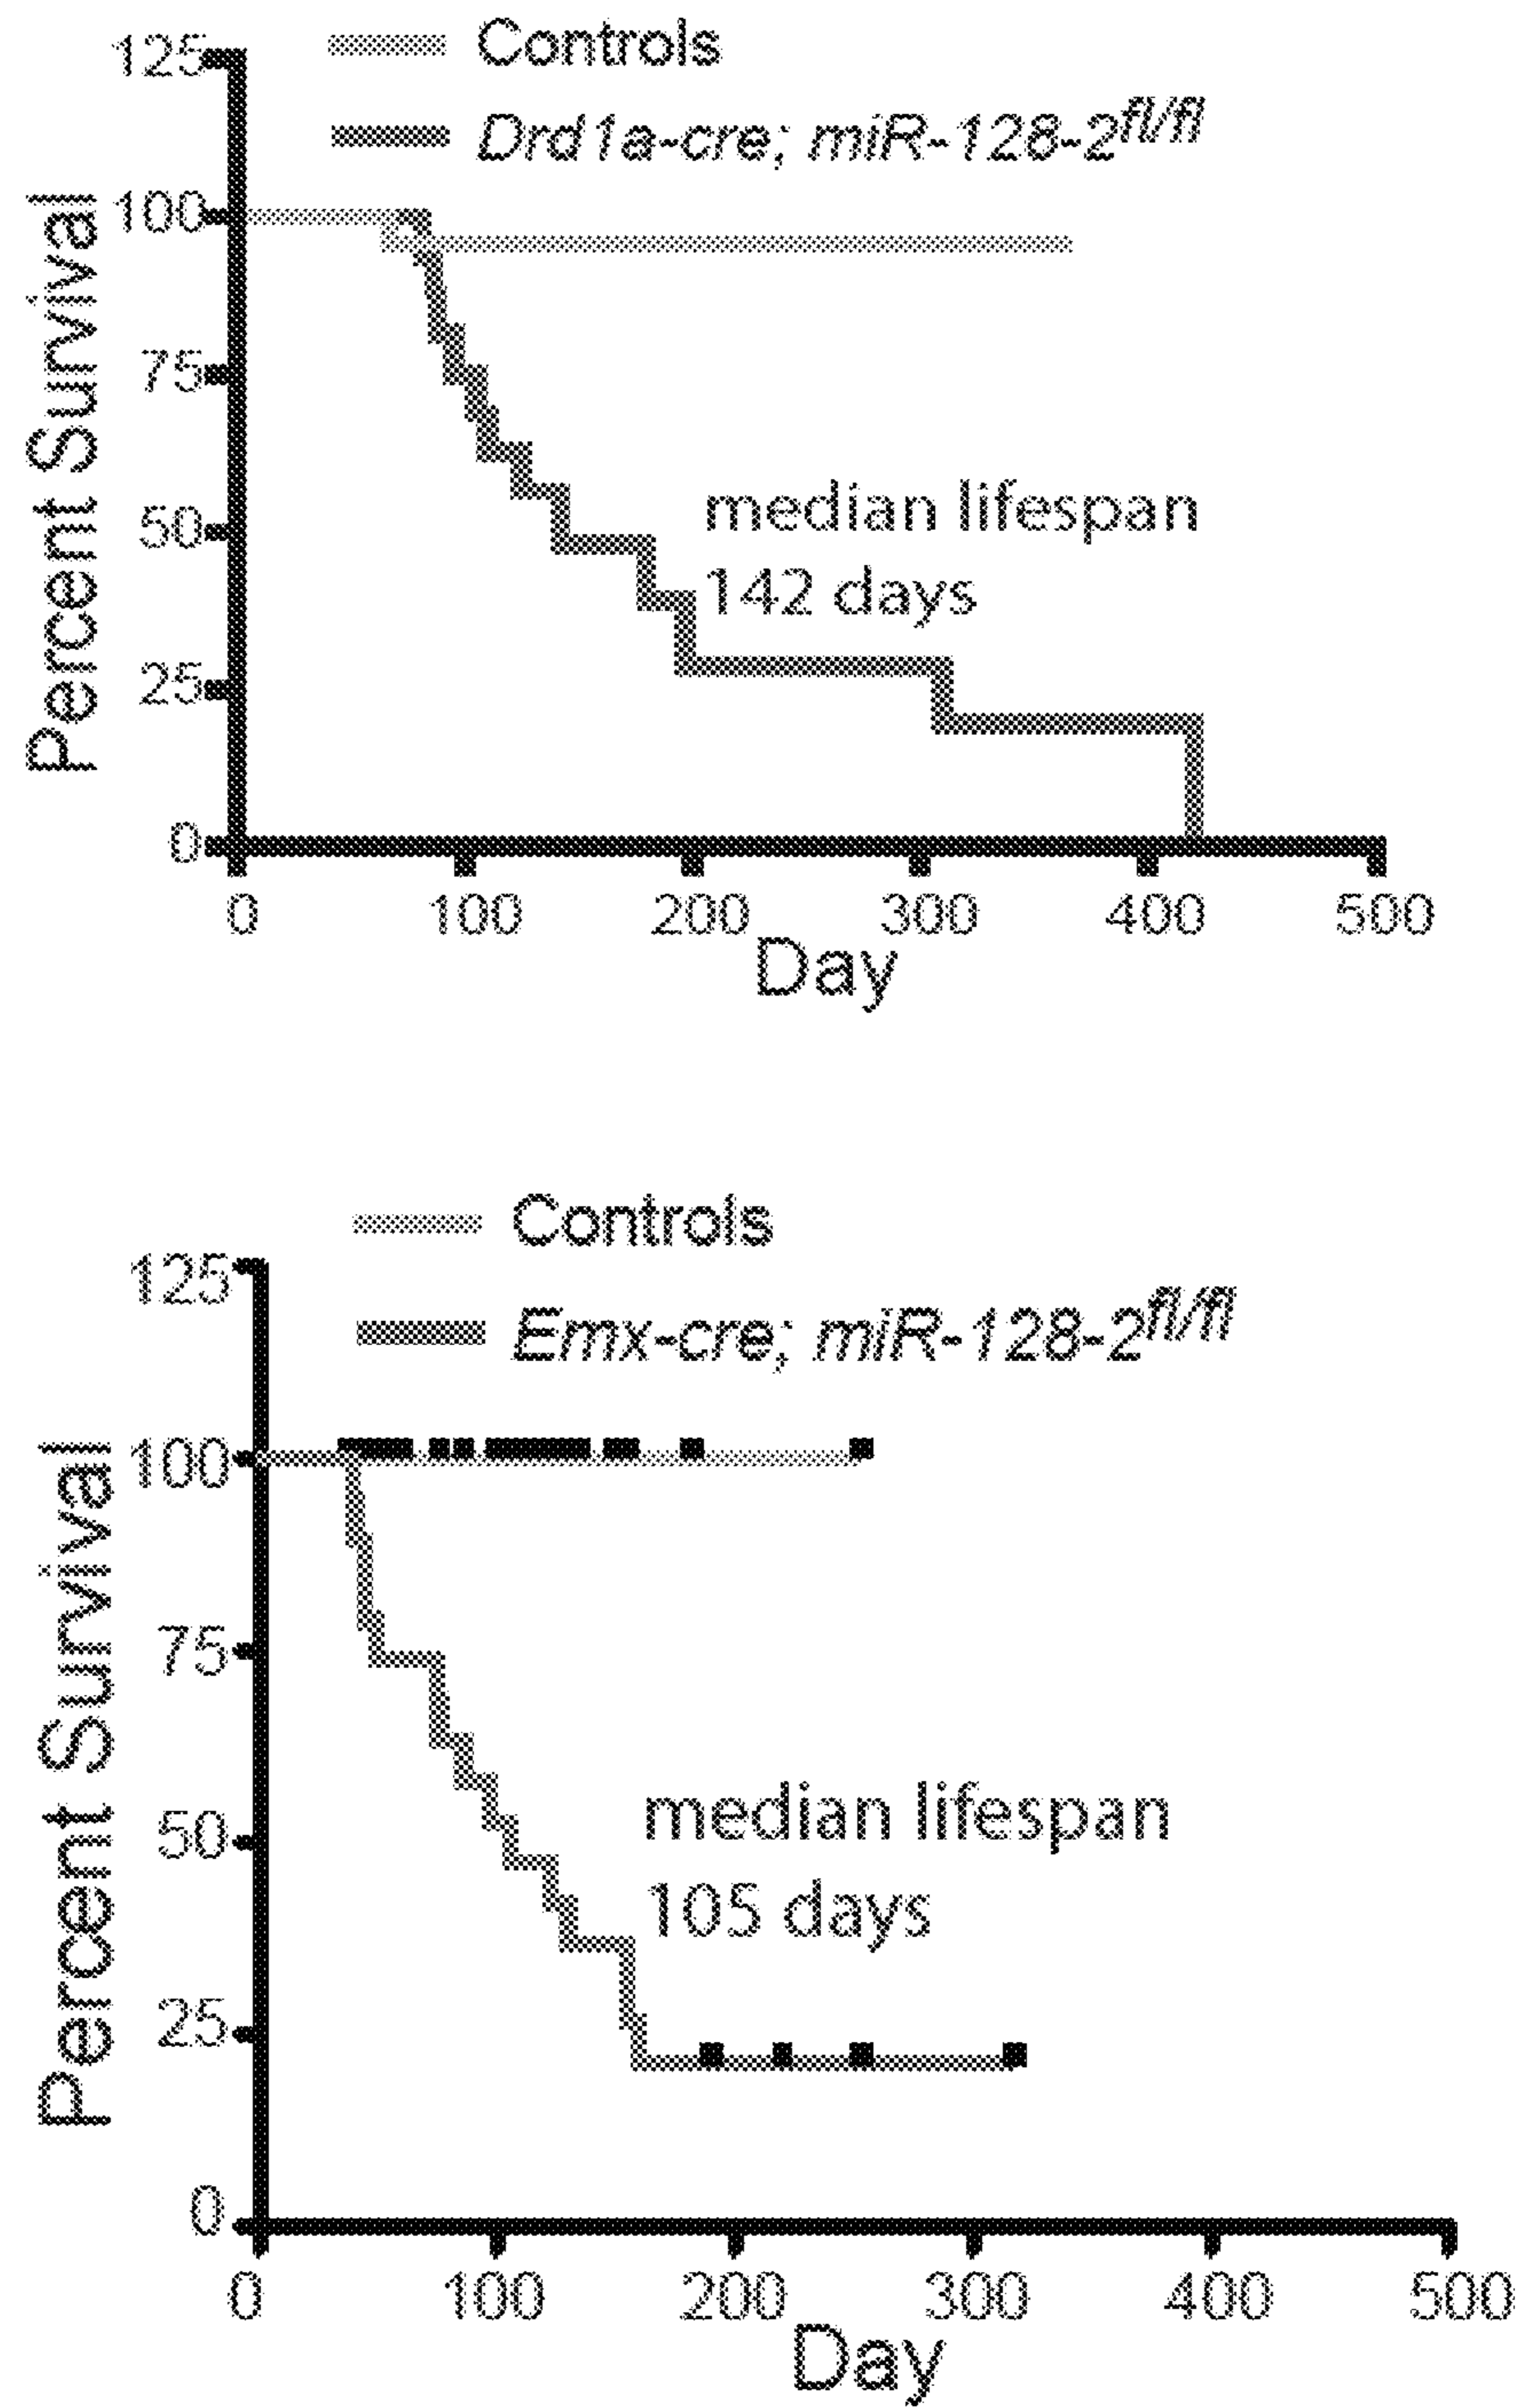 Controls
Drd1a-cre; miR-128-2fl/fl
125
100
75
50
25
0
Percent Survival
median lifespan
142 days
0 100 200 300 400 500
Day
Controls
Emx-cre; miR-128-2fl/fl
125
100
75
50
25
0
Percent Survival
median lifespan
105 days
0 100 200 300 400 500
Day